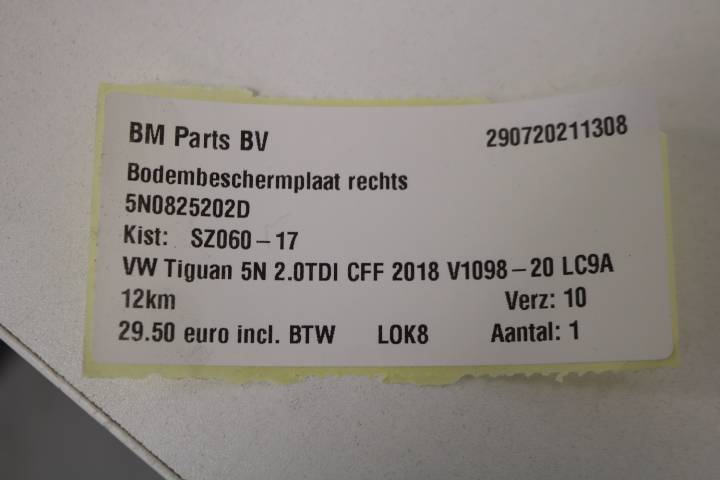 BM Parts BV 290720211308
Bodembeschermplaat rechts
5N0825202D
Kist: SZ060-17
VW Tiguan 5N 2.0TDI CFF 2018 V1098-20 LC9A
12km Verz: 10
29.50 euro incl. BTW LOK8 Aantal: 1